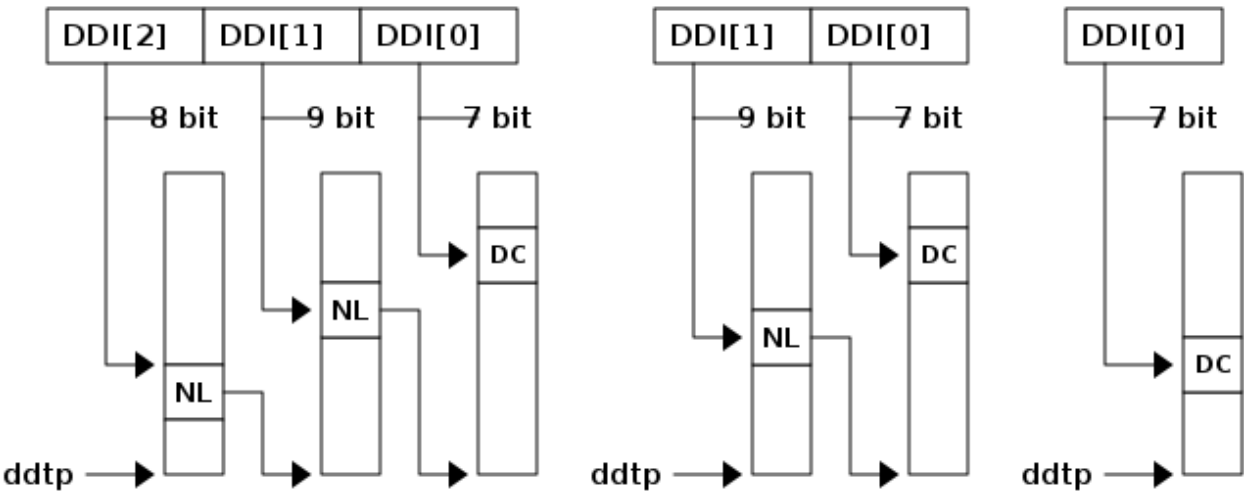 DDI[2] DDI[1] DDI[0] DDI[1] DDI[0] DDI[0]
8 bit 9 bit 7 bit 9 bit 7 bit 7 bit
DC DC
NL
NL
DC
NL
ddtp ddtp ddtp